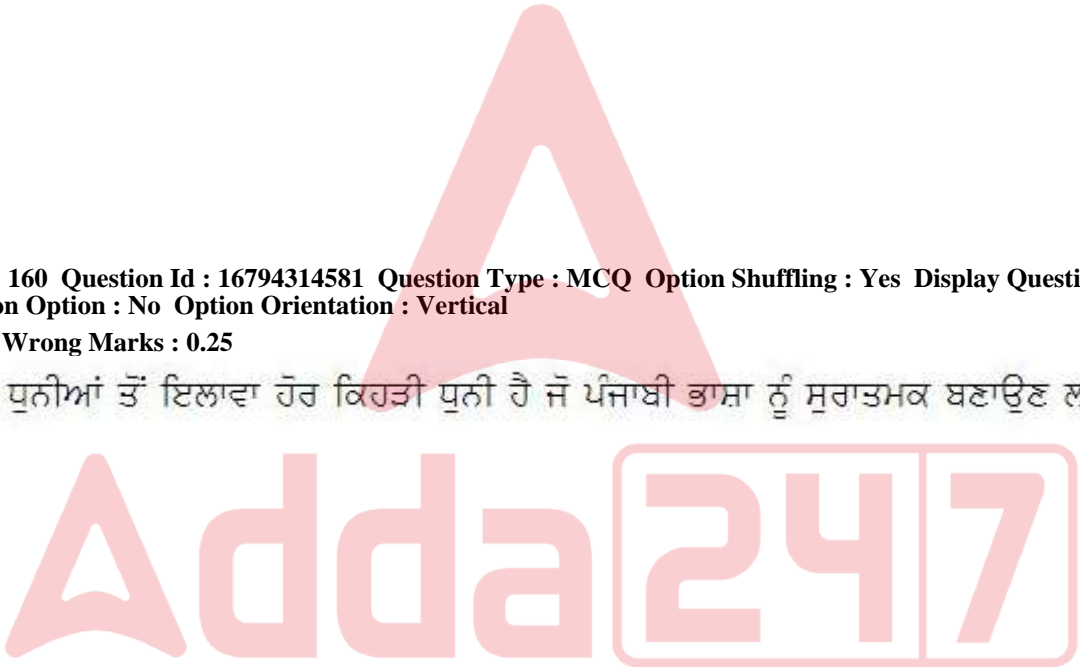 160 Question Id : 16794314581 Question Type : MCQ Option Shuffling : Yes Display Questi
on Option : No Option Orientation : Vertical
Wrong Marks : 0.25
ਧੁਨੀਆਂ ਤੋਂ ਇਲਾਵਾ ਹੋਰ ਕਿਹੜੀ ਧੁਨੀ ਹੈ ਜੋ ਪੰਜਾਬੀ ਭਾਸ਼ਾ ਨੂੰ ਸੁਰਾਤਮਕ ਬਣਾਉਣ ਲ
Adda247